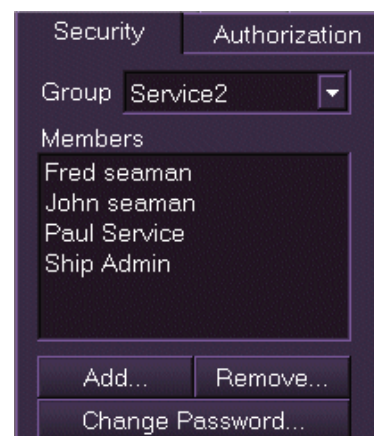 Security Authorization
Group Service2
Members
Fred seaman
John seaman
Paul Service
Ship Admin
Add... Remove...
Change Password...